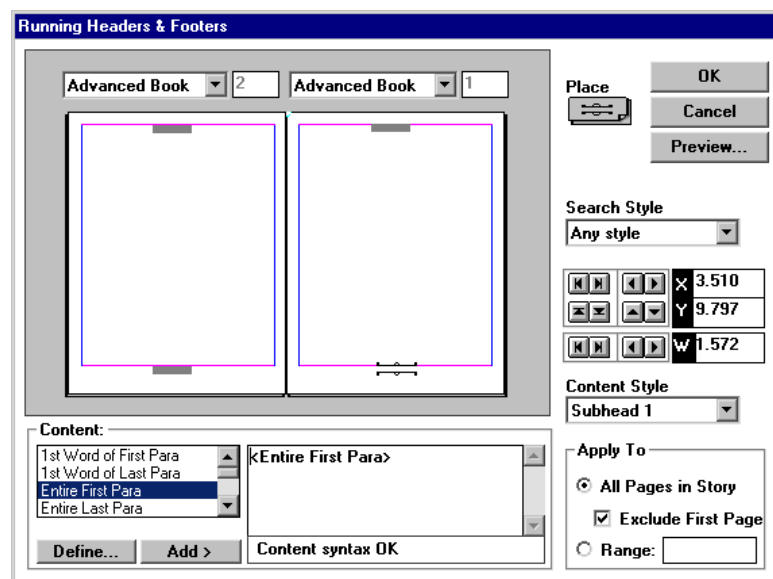 Running Headers & Footers
Advanced Book
2
Advanced Book
1
Place
OK
Cancel
Preview...
Search Style
Any style
X
3.510
Y
9.797
W
1.572
Content Style
Subhead 1
Content:
1st Word of First Para
1st Word of Last Para
Entire First Para
Entire Last Para
<Entire First Para>
Define...
Add >
Content syntax OK
Apply To
All Pages in Story
Exclude First Page
Range: